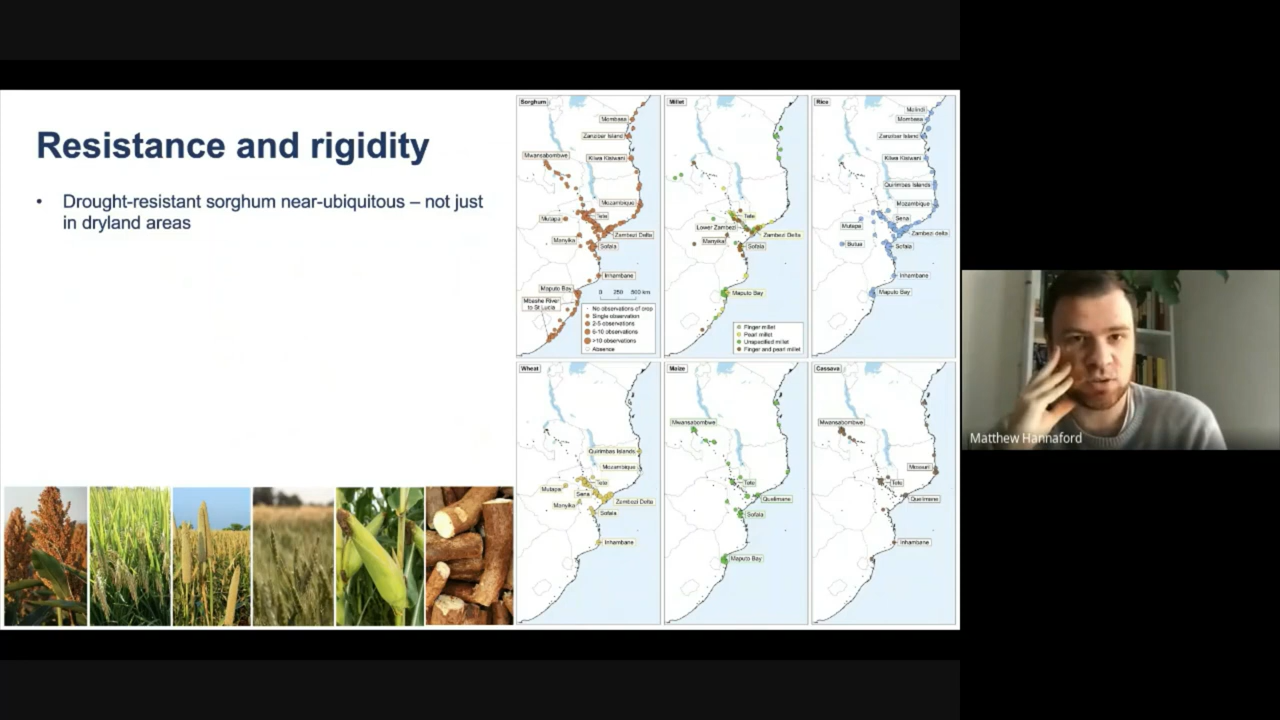 Resistance and rigidity
• Drought-resistant sorghum near-ubiquitous – not just
in dryland areas
Sorghum
Mombasa
Zanzibar Island
Mwansabombwe
Kilwa Kisiwani
Mozambique
Tete
Mutapa
Zambezi Delta
Manyika
Sofala
Inhambane
Maputo Bay
Mbashe River
to St Lucia
0 250 500 km
No observations of crop
Single observation
2-5 observations
6-10 observations
>10 observations
Absence
Millet
Tete
Lower Zambezi
Zambezi Delta
Manyika
Sofala
Maputo Bay
Finger millet
Pearl millet
Unspecified millet
Finger and pearl millet
Rice
Malindi
Mombasa
Zanzibar Island
Kilwa Kisiwani
Quirimbas Islands
Mozambique
Sena
Mutapa
Zambezi delta
Butua
Sofala
Inhambane
Maputo Bay
Wheat
Quirimbas Islands
Mozambique
Tete
Mutapa
Sena
Zambezi Delta
Manyika
Sofala
Inhambane
Maize
Mwansabombwe
Tete
Quelimane
Sofala
Maputo Bay
Cassava
Mwansabombwe
Mossuril
Tete
Quelimane
Inhambane
Matthew Hannaford